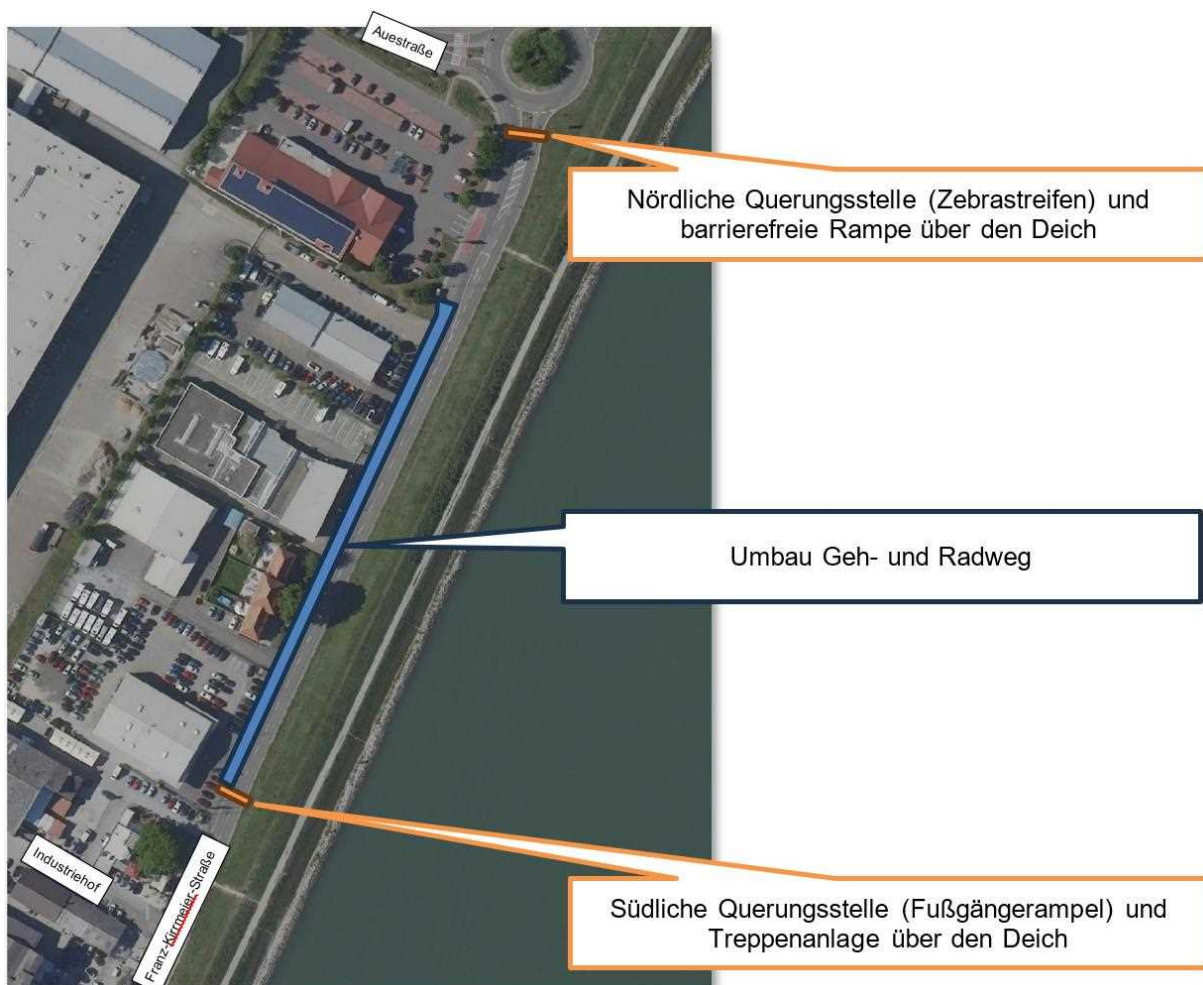 Auestraße
Nördliche Querungsstelle (Zebrastreifen) und
barrierefreie Rampe über den Deich
Umbau Geh- und Radweg
Industriehof
Franz-Kirrmeier-Straße
Südliche Querungsstelle (Fußgängerampel) und
Treppenanlage über den Deich